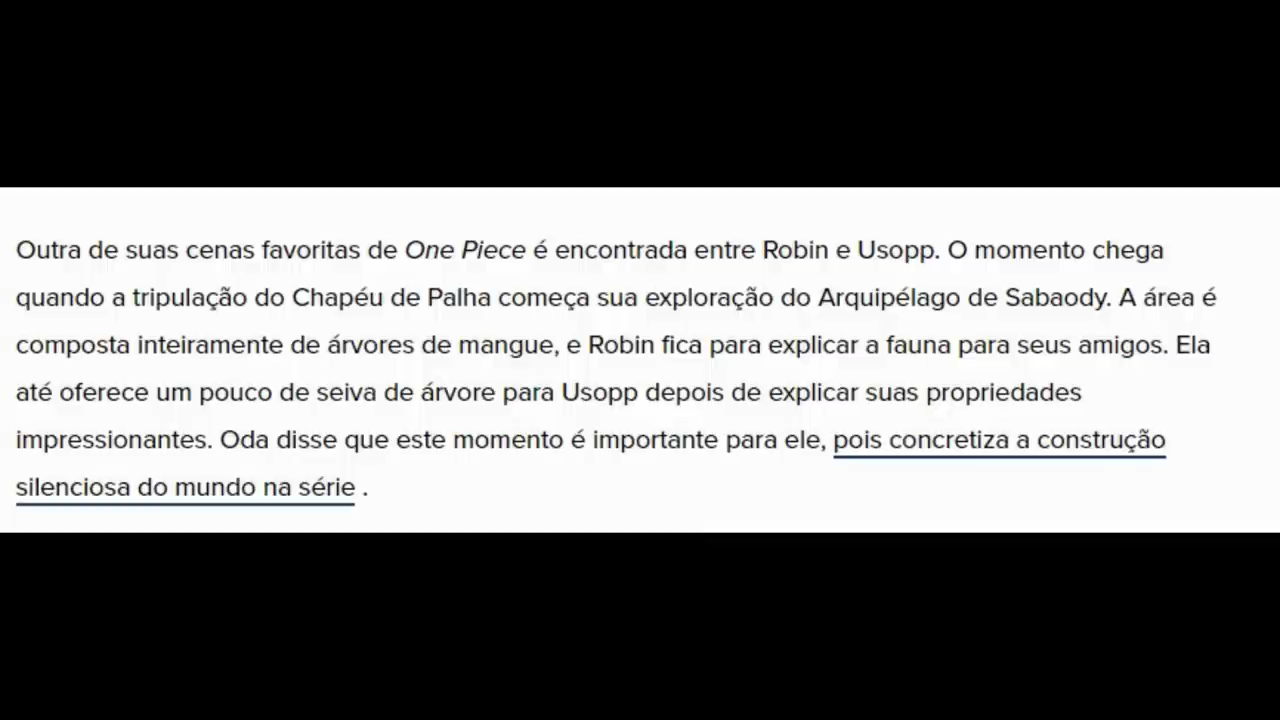 Outra de suas cenas favoritas de One Piece é encontrada entre Robin e Usopp. O momento chega
quando a tripulação do Chapéu de Palha começa sua exploração do Arquipélago de Sabaody. A área é
composta inteiramente de árvores de mangue, e Robin fica para explicar a fauna para seus amigos. Ela
até oferece um pouco de seiva de árvore para Usopp depois de explicar suas propriedades
impressionantes. Oda disse que este momento é importante para ele, pois concretiza a construção
silenciosa do mundo na série .